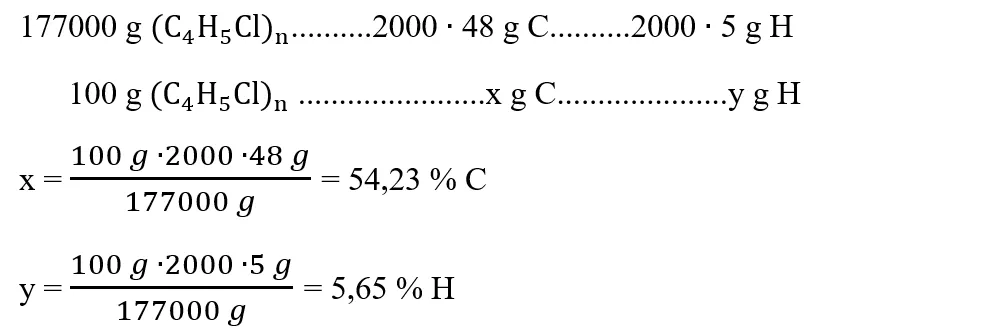 177000 g (C₄H₅Cl)ₙ..........2000 · 48 g C..........2000 · 5 g H
100 g (C₄H₅Cl)ₙ .......................x g C.....................y g H
x = 100 g ·2000 ·48 g / 177000 g = 54,23 % C
y = 100 g ·2000 ·5 g / 177000 g = 5,65 % H